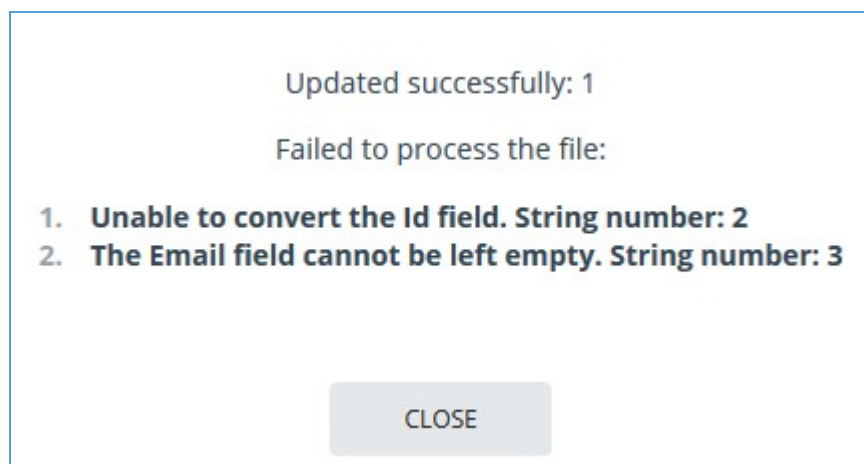 Updated successfully: 1
Failed to process the file:
1. Unable to convert the Id field. String number: 2
2. The Email field cannot be left empty. String number: 3
CLOSE